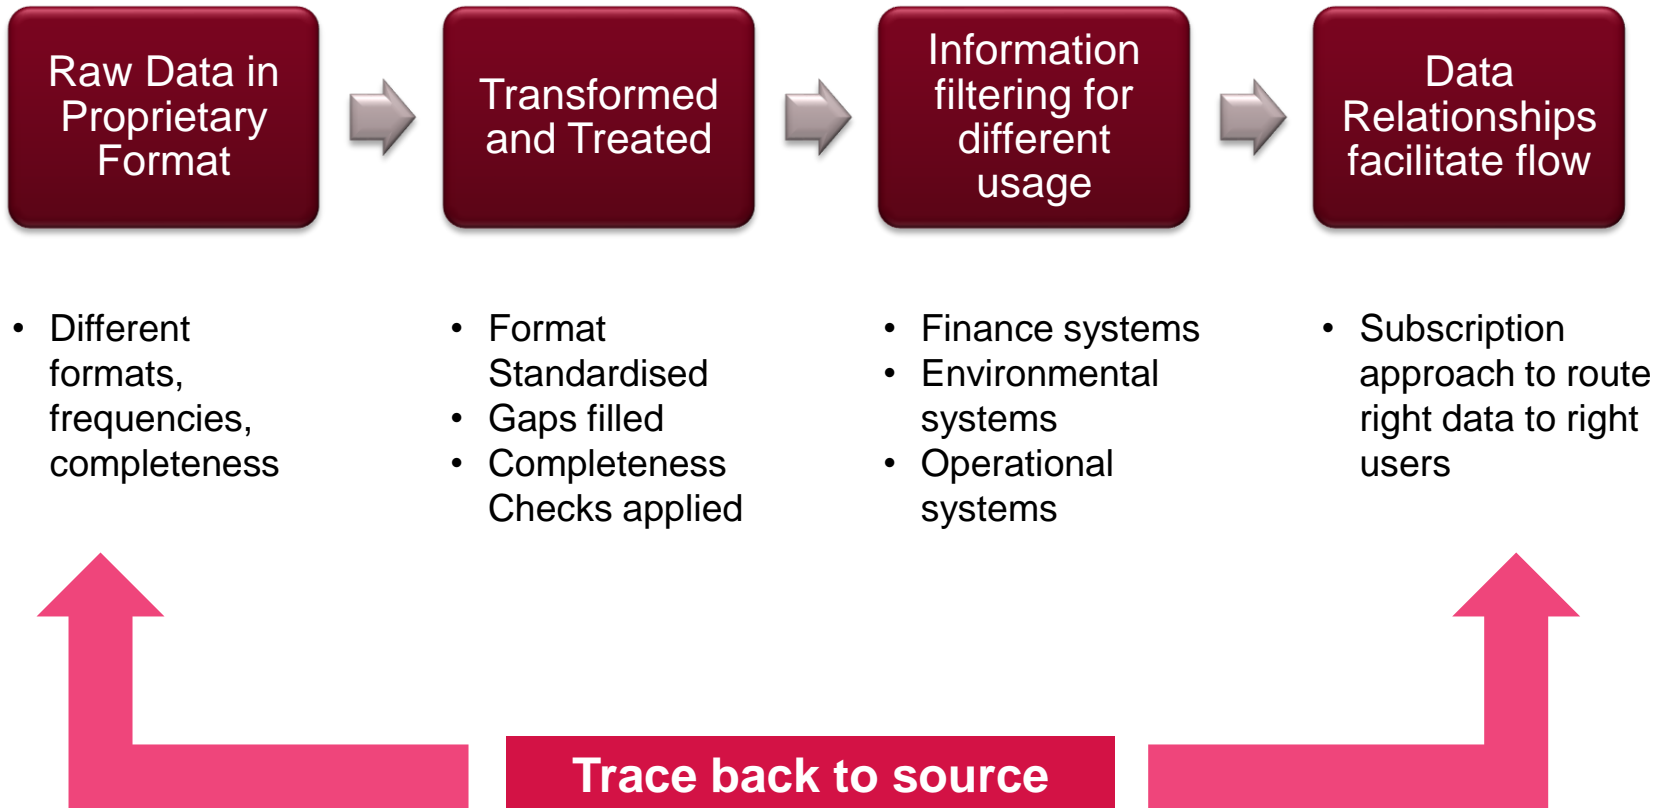 Raw Data in
Proprietary
Format
Transformed
and Treated
Information
filtering for
different
usage
Data
Relationships
facilitate flow
• Different
formats,
frequencies,
completeness
• Format
Standardised
• Gaps filled
• Completeness
Checks applied
• Finance systems
• Environmental
systems
• Operational
systems
• Subscription
approach to route
right data to right
users
Trace back to source